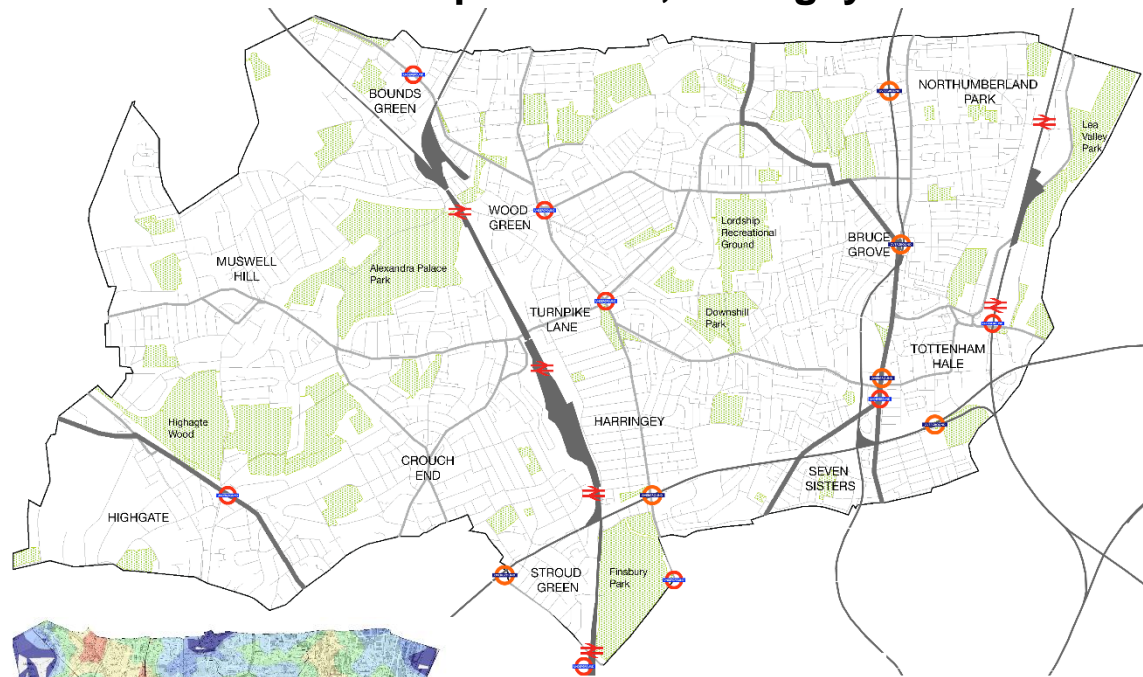 BOUNDS
GREEN
NORTHUMBERLAND
PARK
Lea
Valley
Park
WOOD
GREEN
Lordship
Recreational
Ground
BRUCE
GROVE
MUSWELL
HILL
Alexandra Palace
Park
TURNPIKE
LANE
Downshill
Park
TOTTENHAM
HALE
Highagte
Wood
HARRINGEY
CROUCH
END
SEVEN
SISTERS
HIGHGATE
STROUD
GREEN
Finsbury
Park